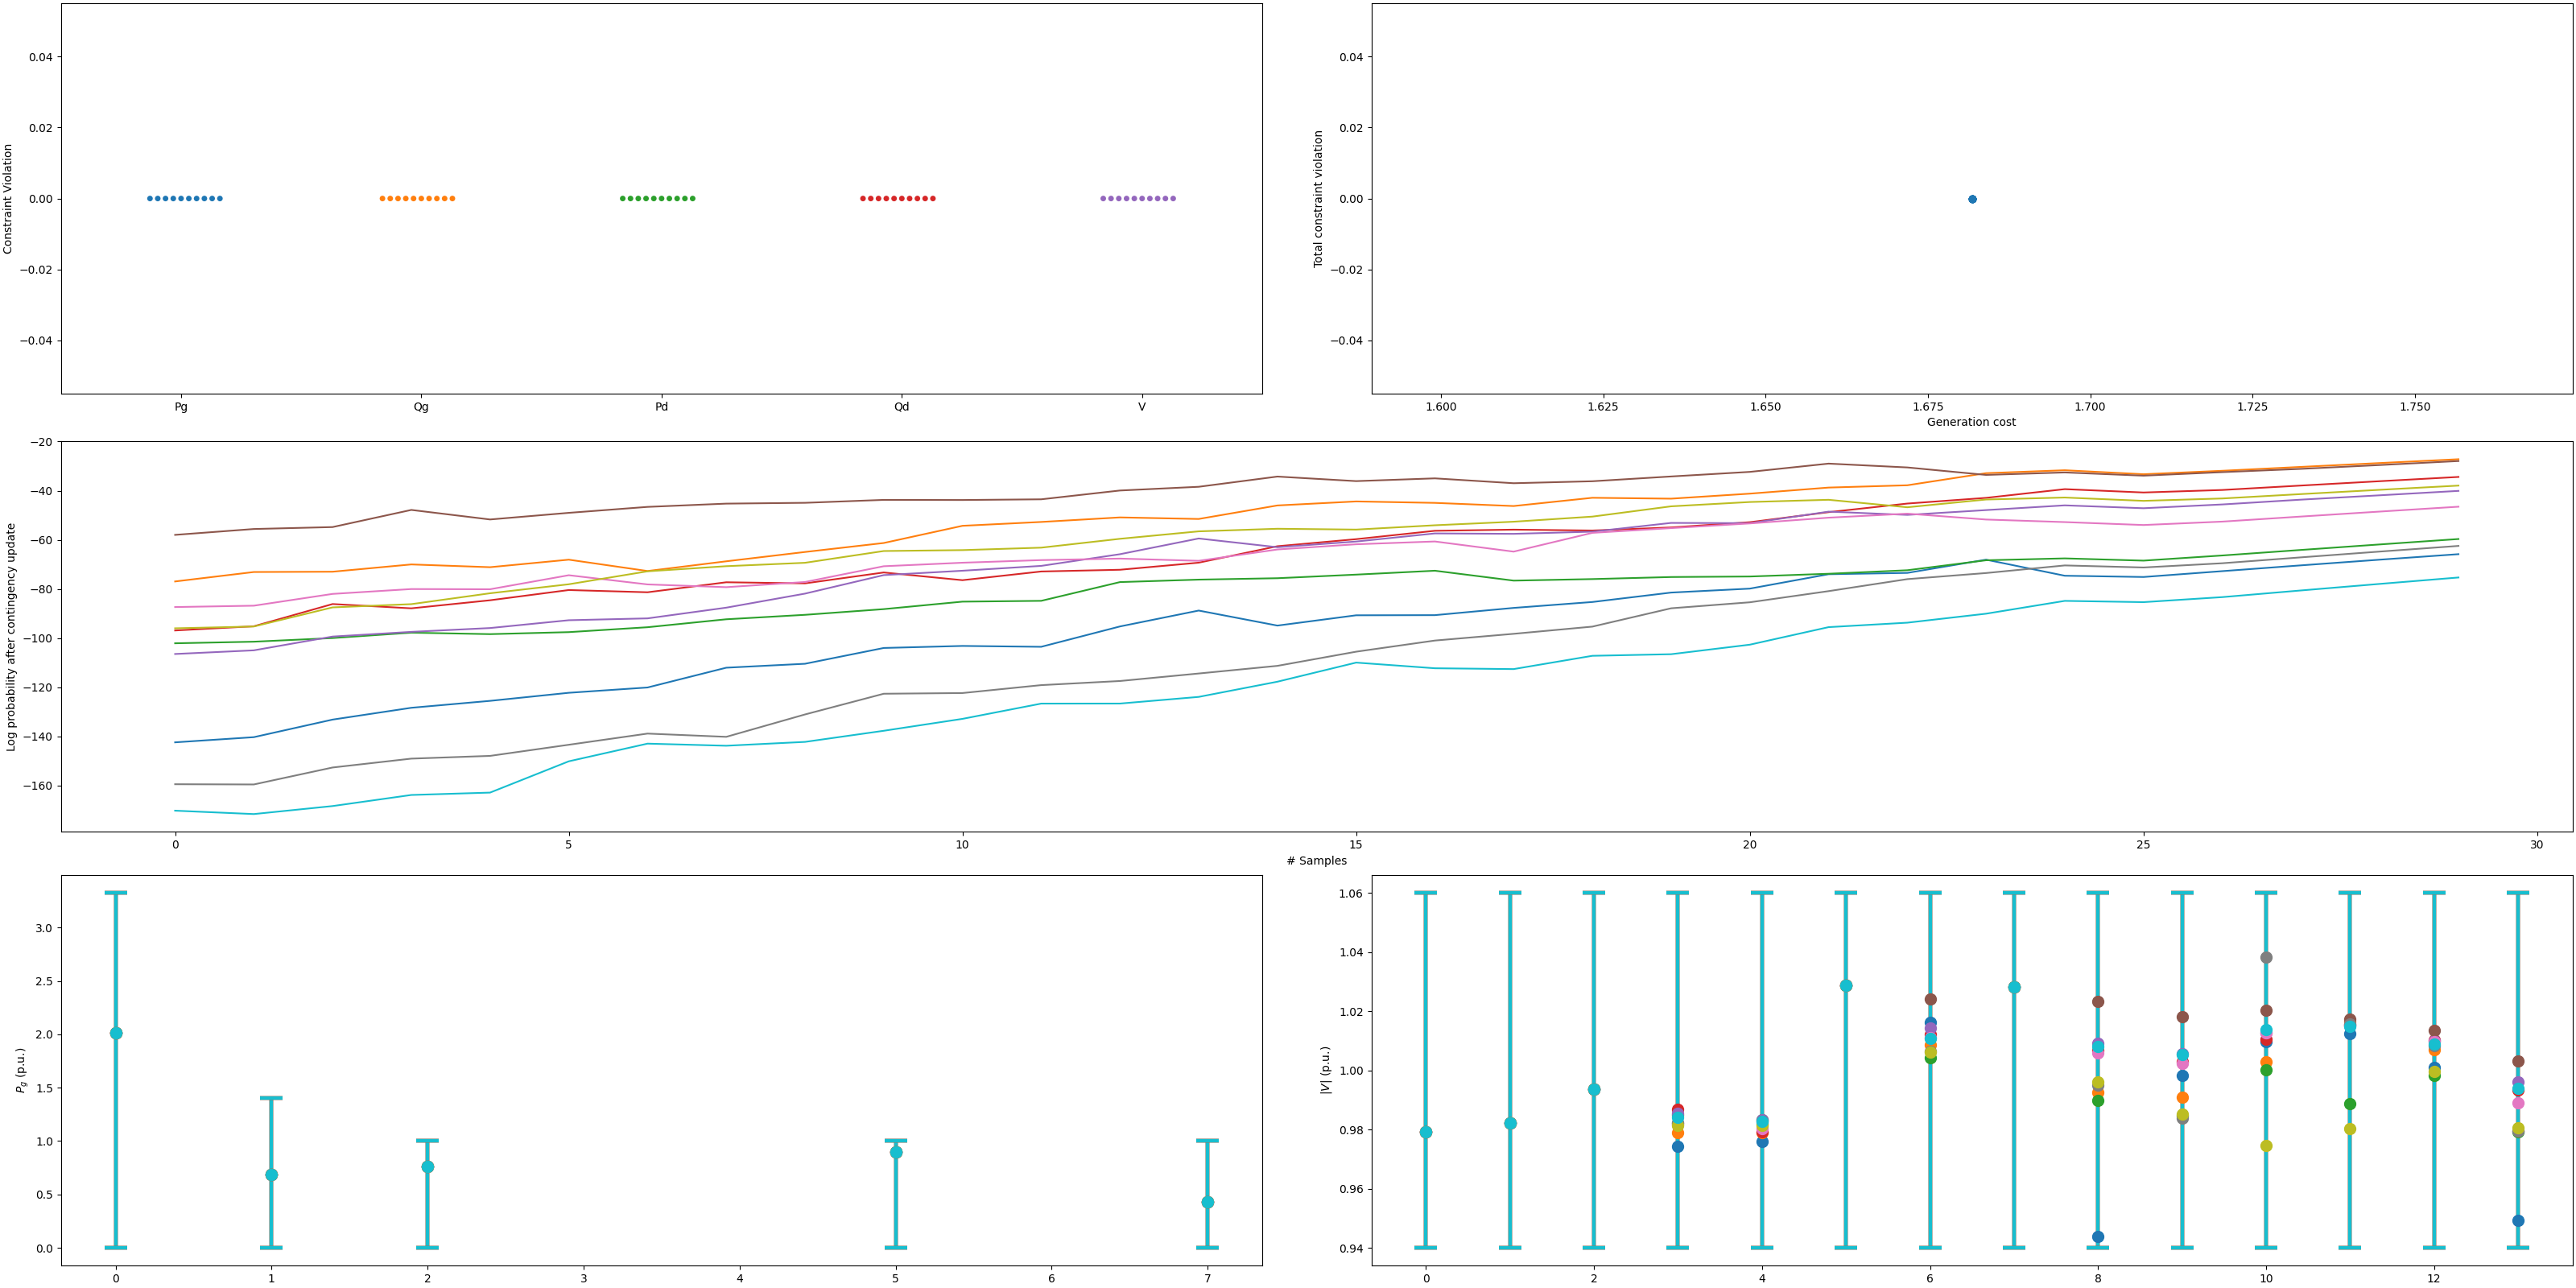 Constraint Violation
0.04
0.02
0.00
−0.02
−0.04
Pg Qg Pd Qd V
Total constraint violation
0.04
0.02
0.00
−0.02
−0.04
1.600 1.625 1.650 1.675 1.700 1.725 1.750
Generation cost
Log probability after contingency update
−20
−40
−60
−80
−100
−120
−140
−160
0 5 10 15 20 25 30
# Samples
Pg (p.u.)
3.0
2.5
2.0
1.5
1.0
0.5
0.0
0 1 2 3 4 5 6 7
|V| (p.u.)
1.06
1.04
1.02
1.00
0.98
0.96
0.94
0 2 4 6 8 10 12